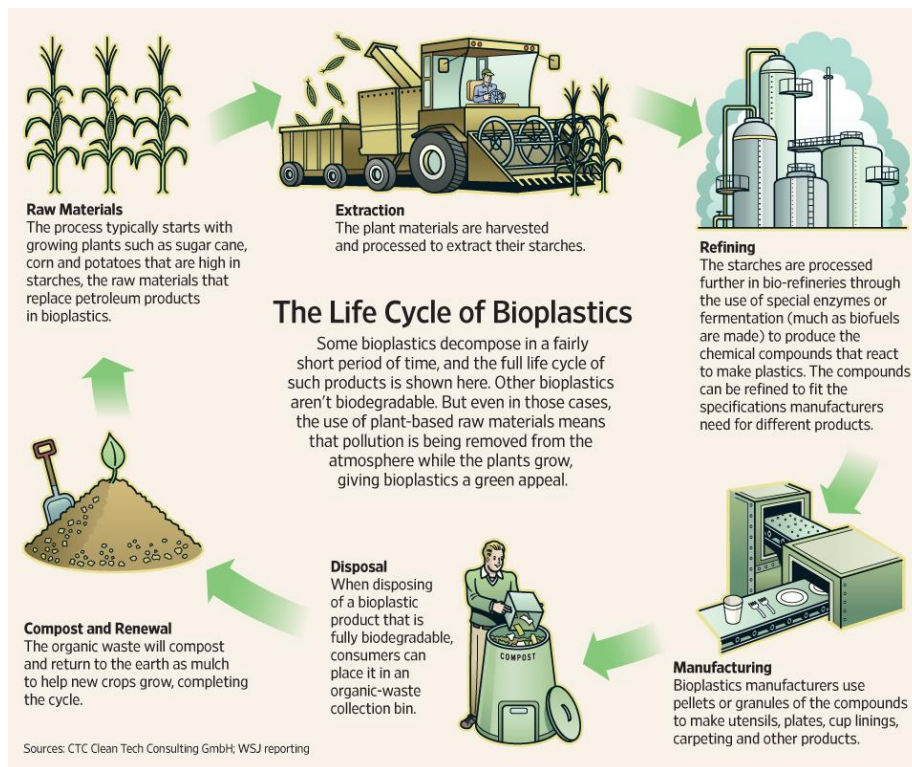 Raw Materials
The process typically starts with
growing plants such as sugar cane,
corn and potatoes that are high in
starches, the raw materials that
replace petroleum products
in bioplastics.
Extraction
The plant materials are harvested
and processed to extract their starches.
Refining
The starches are processed
further in bio-refineries through
the use of special enzymes or
fermentation (much as biofuels
are made) to produce the
chemical compounds that react
to make plastics. The compounds
can be refined to fit the
specifications manufacturers
need for different products.
The Life Cycle of Bioplastics
Some bioplastics decompose in a fairly
short period of time, and the full life cycle of
such products is shown here. Other bioplastics
aren't biodegradable. But even in those cases,
the use of plant-based raw materials means
that pollution is being removed from the
atmosphere while the plants grow,
giving bioplastics a green appeal.
Manufacturing
Bioplastics manufacturers use
pellets or granules of the compounds
to make utensils, plates, cup linings,
carpeting and other products.
Disposal
When disposing
of a bioplastic
product that is
fully biodegradable,
consumers can
place it in an
organic-waste
collection bin.
COMPOST
Compost and Renewal
The organic waste will compost
and return to the earth as mulch
to help new crops grow, completing
the cycle.
Sources: CTC Clean Tech Consulting GmbH; WSJ reporting